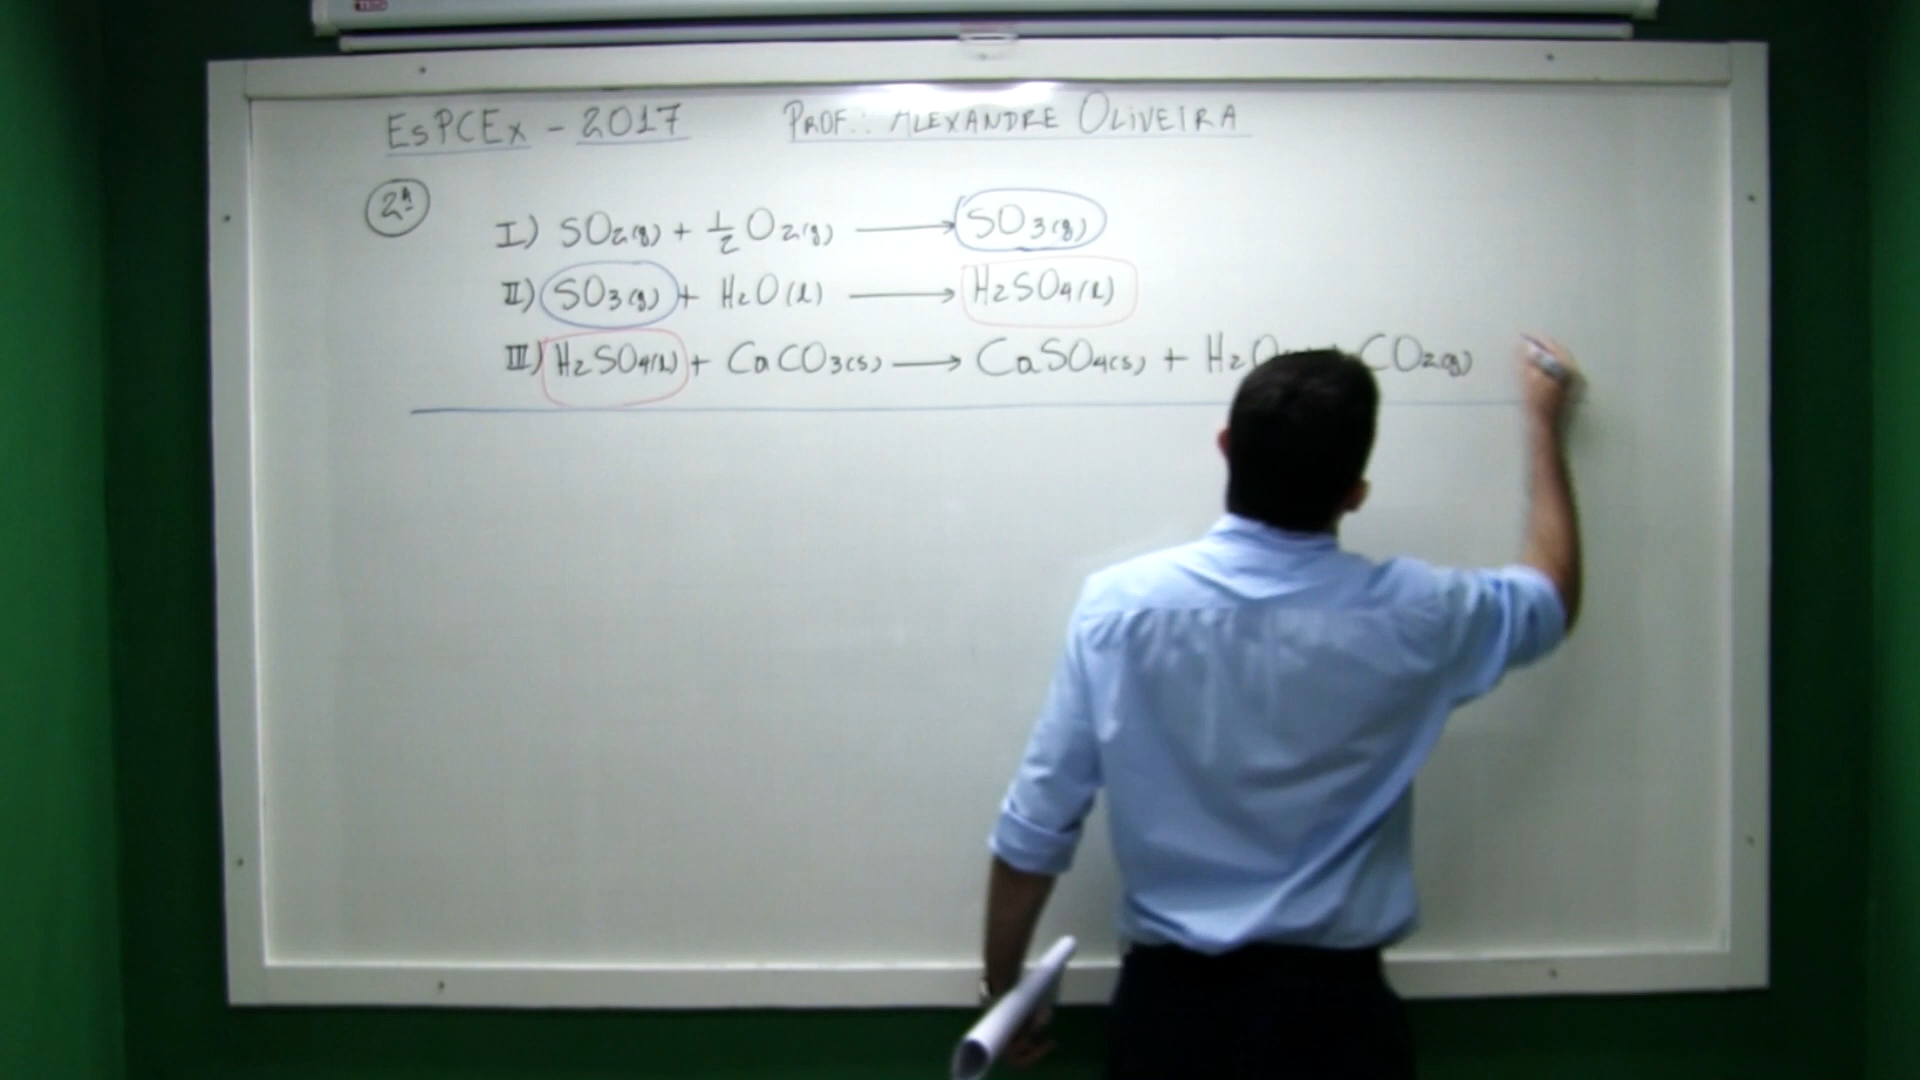 EsPCEx - 2017 PROF.: ALEXANDRE OLIVEIRA
2ª
I) SO2(g) + 1/2 O2(g) → SO3(g)
II) SO3(g) + H2O(l) → H2SO4(l)
III) H2SO4(l) + CaCO3(s) → CaSO4(s) + H2O CO2(g)